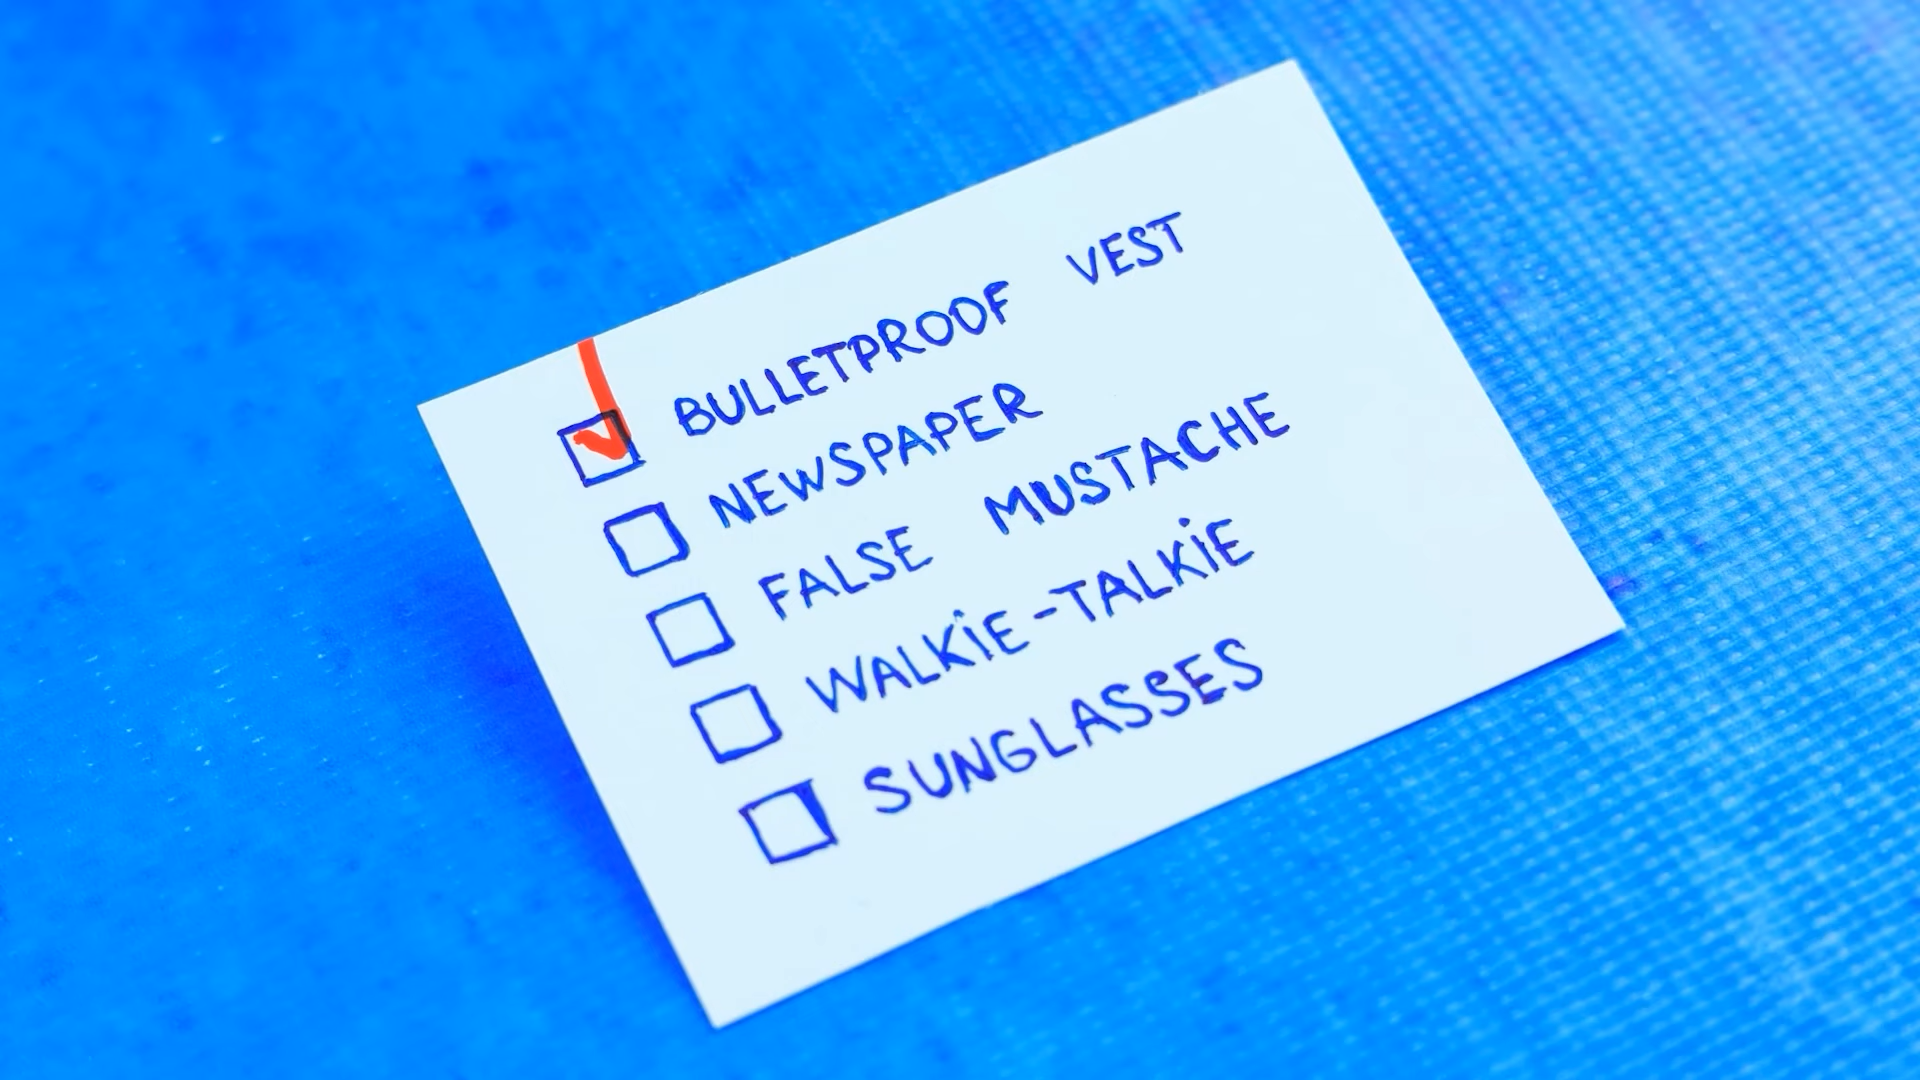 BULLETPROOF VEST
NEWSPAPER
FALSE MUSTACHE
WALKIE-TALKIE
SUNGLASSES